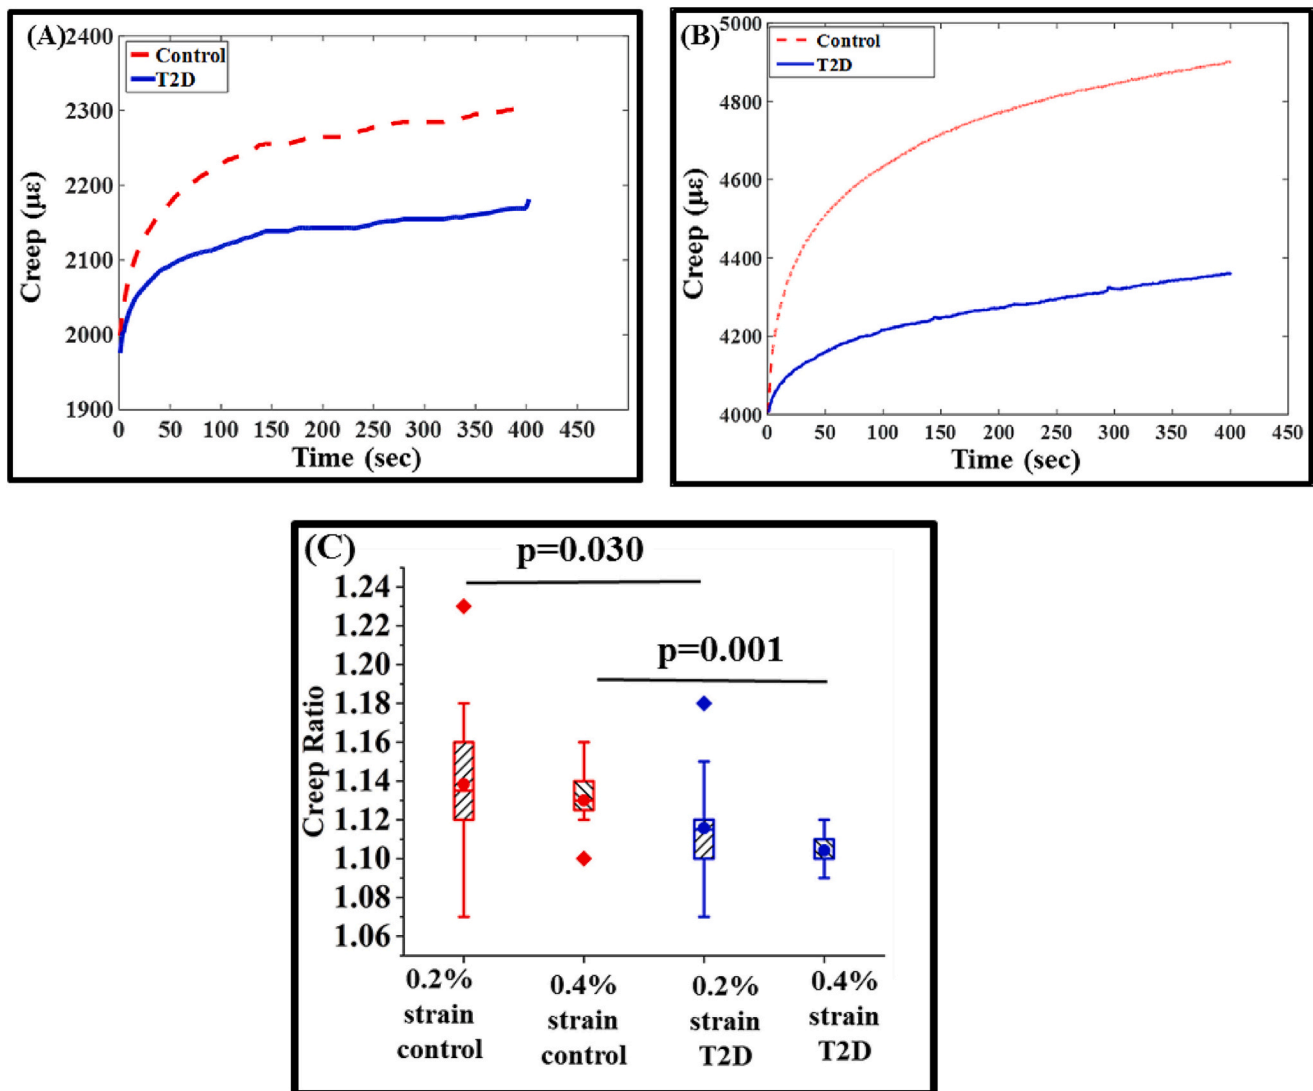 (A)
2400
2300
2200
2100
2000
1900
Creep (με)
Control
T2D
0 50 100 150 200 250 300 350 400 450
Time (sec)
(B)
5000
4800
4600
4400
4200
4000
Creep (με)
Control
T2D
0 50 100 150 200 250 300 350 400 450
Time (sec)
(C)
p=0.030
p=0.001
1.24
1.22
1.20
1.18
1.16
1.14
1.12
1.10
1.08
1.06
Creep Ratio
0.2%
strain
control
0.4%
strain
control
0.2%
strain
T2D
0.4%
strain
T2D